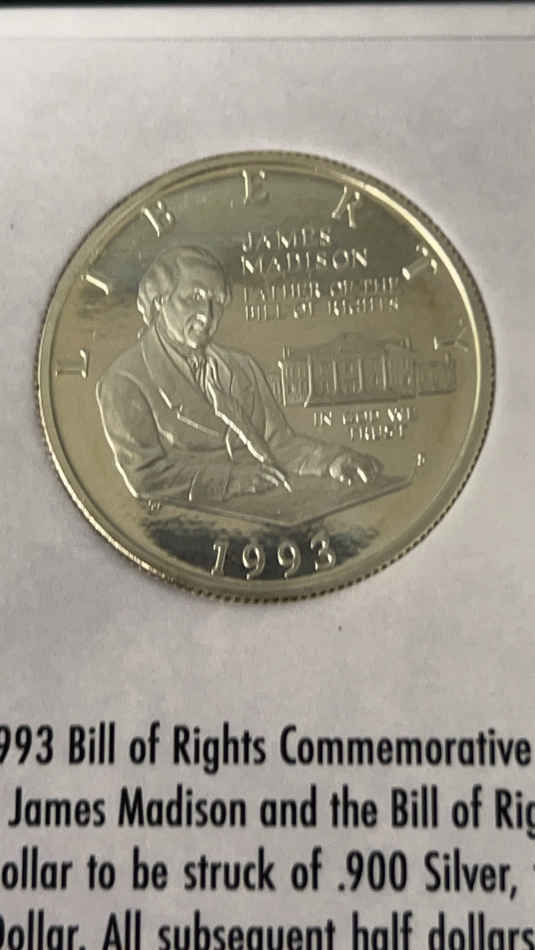 LIBERTY
JAMES
MADISON
FATHER OF THE
BILL OF RIGHTS
IN GOD WE
TRUST
1993
993 Bill of Rights Commemorative
James Madison and the Bill of Rig
ollar to be struck of .900 Silver,
Dollar. All subsequent half dollars